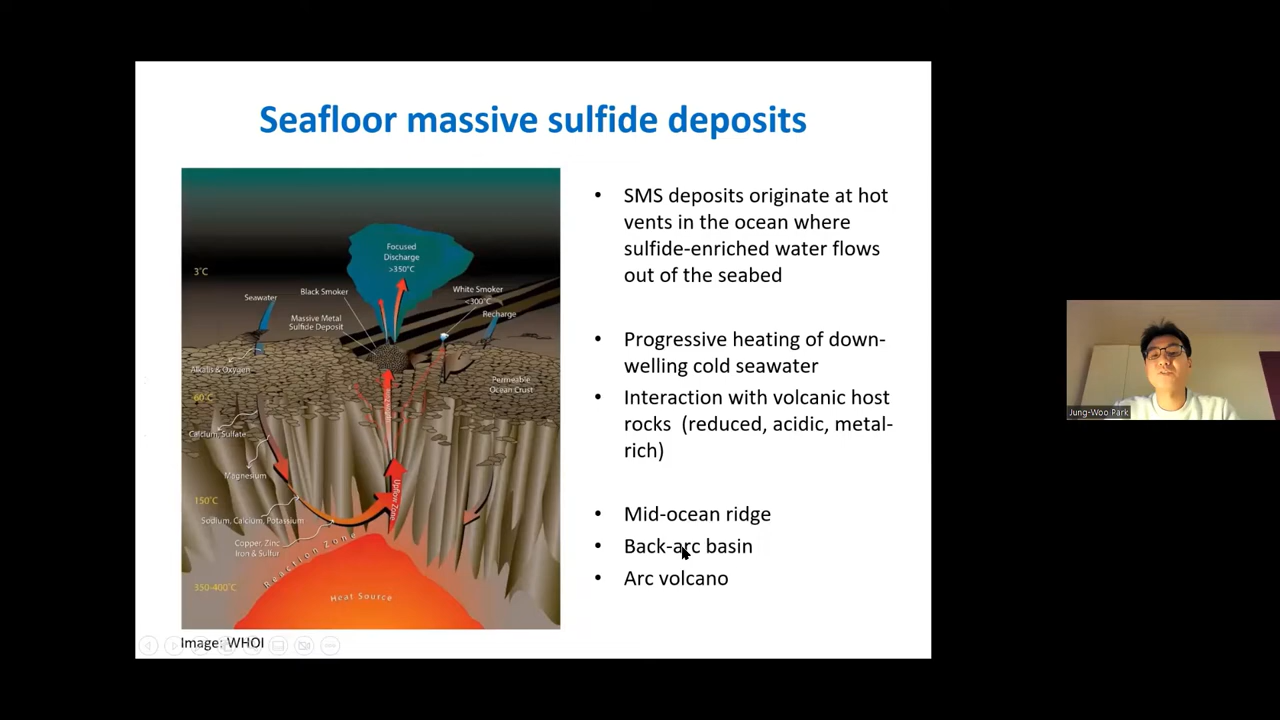 Seafloor massive sulfide deposits
Focused
Discharge
>350°C
3°C
Seawater
Black Smoker
White Smoker
<300°C
Massive Metal
Sulfide Deposit
Recharge
Alkalis & Oxygen
Permeable
Ocean Crust
60°C
Calcium, Sulfate
Magnesium
150°C
Upflow Zone
Sodium, Calcium, Potassium
Copper, Zinc
Iron & Sulfur
Reaction Zone
350-400°C
Heat Source
Image: WHOI
• SMS deposits originate at hot
vents in the ocean where
sulfide-enriched water flows
out of the seabed
• Progressive heating of down-
welling cold seawater
• Interaction with volcanic host
rocks (reduced, acidic, metal-
rich)
• Mid-ocean ridge
• Back-arc basin
• Arc volcano
Jung-Woo Park